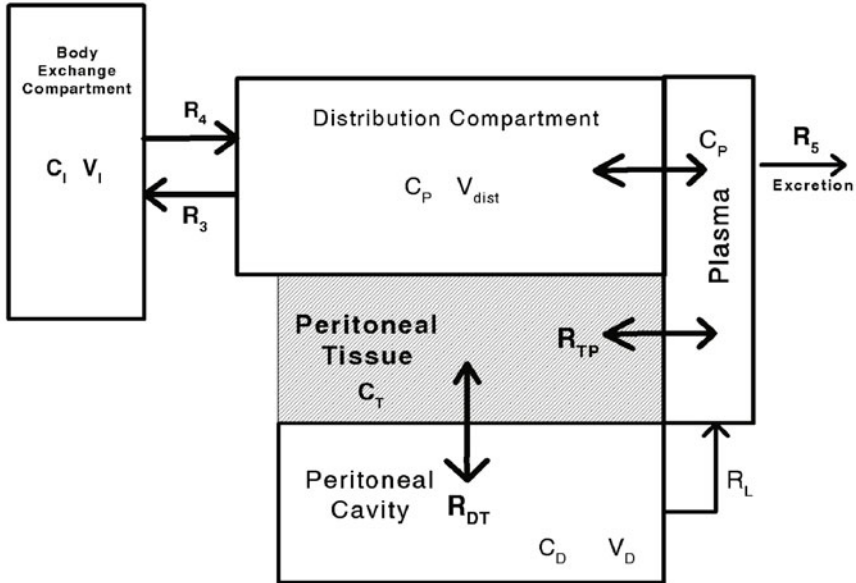 Body
Exchange
Compartment
C_I V_I
R_4
R_3
Distribution Compartment
C_P V_dist
C_P
Plasma
R_5
Excretion
Peritoneal
Tissue
C_T
R_TP
Peritoneal
Cavity
R_DT
C_D V_D
R_L